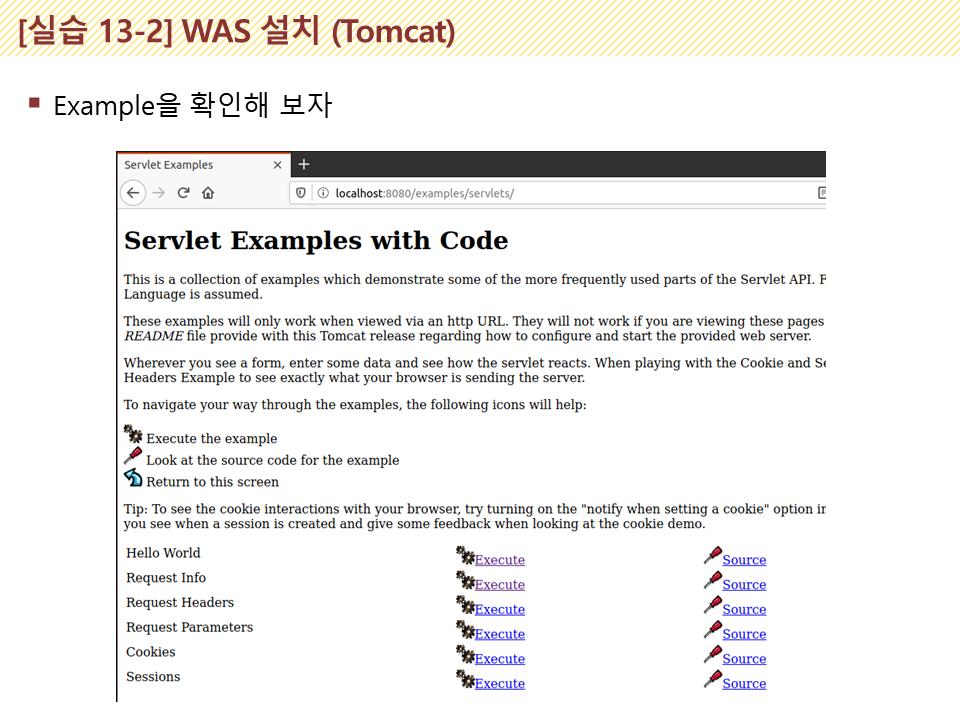 [실습 13-2] WAS 설치 (Tomcat)
Example을 확인해 보자
Servlet Examples
localhost:8080/examples/servlets/
Servlet Examples with Code
This is a collection of examples which demonstrate some of the more frequently used parts of the Servlet API. F
Language is assumed.
These examples will only work when viewed via an http URL. They will not work if you are viewing these pages
README file provide with this Tomcat release regarding how to configure and start the provided web server.
Wherever you see a form, enter some data and see how the servlet reacts. When playing with the Cookie and Se
Headers Example to see exactly what your browser is sending the server.
To navigate your way through the examples, the following icons will help:
Execute the example
Look at the source code for the example
Return to this screen
Tip: To see the cookie interactions with your browser, try turning on the "notify when setting a cookie" option in
you see when a session is created and give some feedback when looking at the cookie demo.
Hello World Execute Source
Request Info Execute Source
Request Headers Execute Source
Request Parameters Execute Source
Cookies Execute Source
Sessions Execute Source